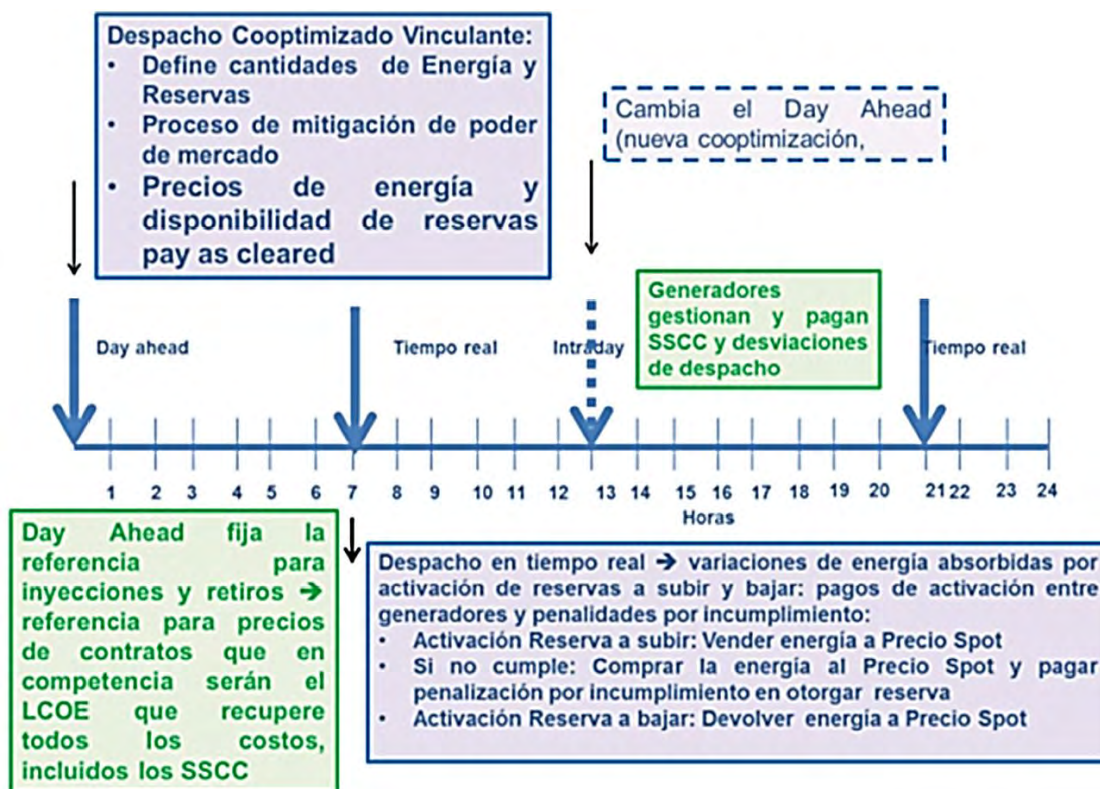 Despacho Cooptimizado Vinculante:
• Define cantidades de Energía y
Reservas
• Proceso de mitigación de poder
de mercado
• Precios de energía y
disponibilidad de reservas
pay as cleared
Cambia el Day Ahead
(nueva cooptimización,
Generadores
gestionan y pagan
SSCC y desviaciones
de despacho
Day ahead
Tiempo real
Intraday
Tiempo real
1 2 3 4 5 6 7 8 9 10 11 12 13 14 15 16 17 18 19 20 21 22 23 24
Horas
Day Ahead fija la
referencia para
inyecciones y retiros ➔
referencia para precios
de contratos que en
competencia serán el
LCOE que recupere
todos los costos,
incluidos los SSCC
Despacho en tiempo real ➔ variaciones de energía absorbidas por
activación de reservas a subir y bajar: pagos de activación entre
generadores y penalidades por incumplimiento:
• Activación Reserva a subir: Vender energía a Precio Spot
• Si no cumple: Comprar la energía al Precio Spot y pagar
penalización por incumplimiento en otorgar reserva
• Activación Reserva a bajar: Devolver energía a Precio Spot